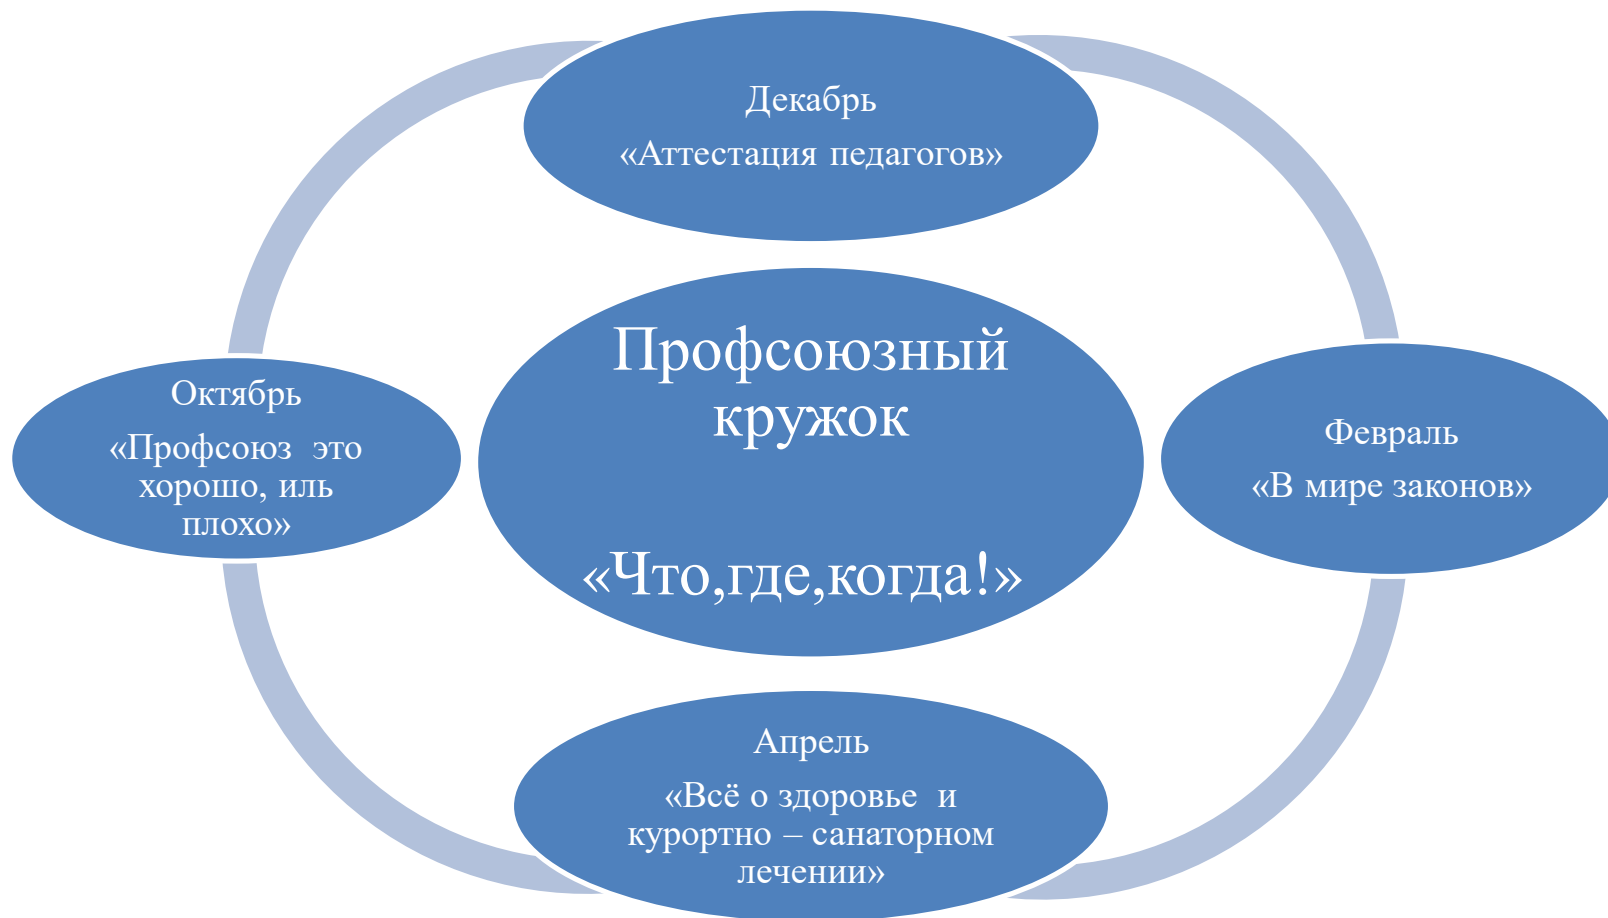 Декабрь
«Аттестация педагогов»
Профсоюзный
кружок
«Что,где,когда!»
Октябрь
«Профсоюз  это
хорошо, иль
плохо»
Февраль
«В мире законов»
Апрель
«Всё о здоровье  и
курортно – санаторном
лечении»